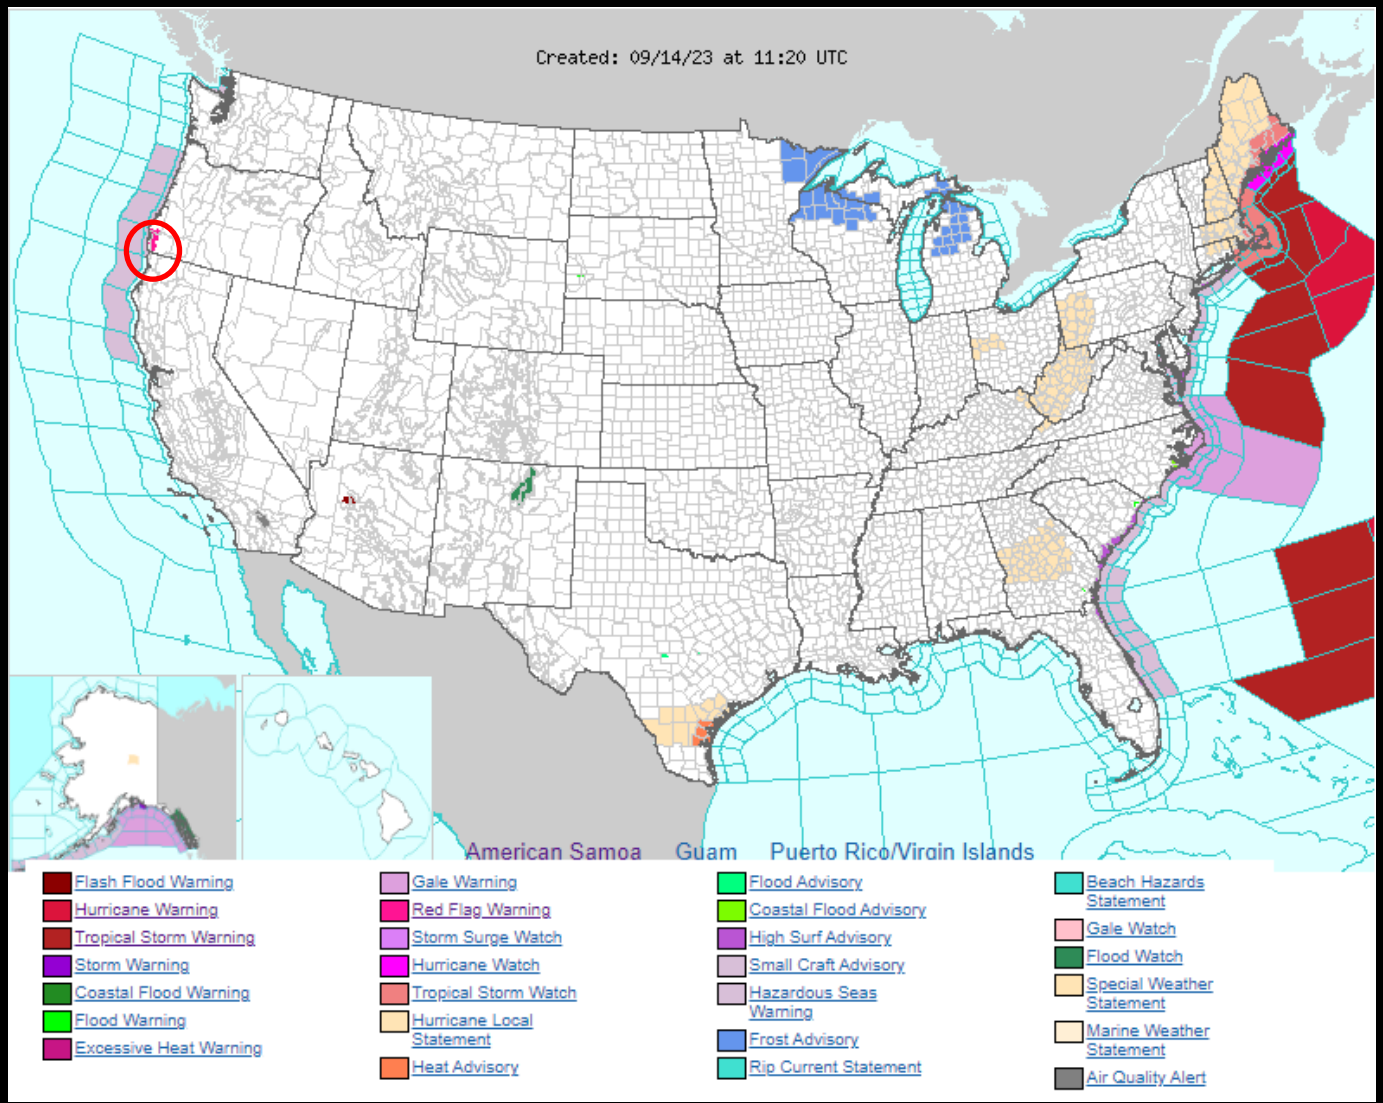 Created: 09/14/23 at 11:20 UTC
American Samoa Guam Puerto Rico/Virgin Islands
Flash Flood Warning
Hurricane Warning
Tropical Storm Warning
Storm Warning
Coastal Flood Warning
Flood Warning
Excessive Heat Warning
Gale Warning
Red Flag Warning
Storm Surge Watch
Hurricane Watch
Tropical Storm Watch
Hurricane Local
Statement
Heat Advisory
Flood Advisory
Coastal Flood Advisory
High Surf Advisory
Small Craft Advisory
Hazardous Seas
Warning
Frost Advisory
Rip Current Statement
Beach Hazards
Statement
Gale Watch
Flood Watch
Special Weather
Statement
Marine Weather
Statement
Air Quality Alert